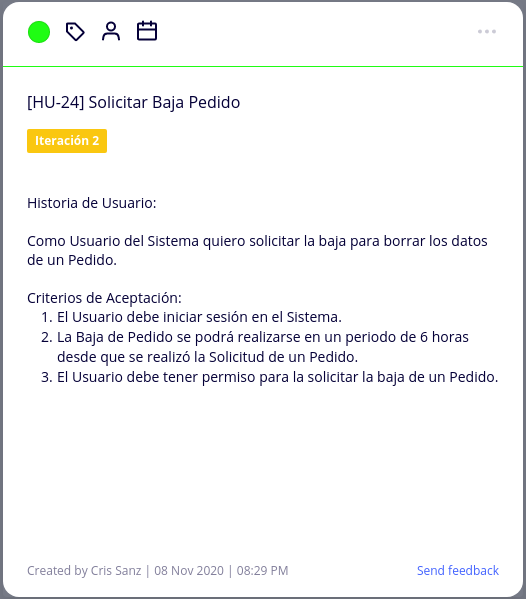 [HU-24] Solicitar Baja Pedido
Iteración 2
Historia de Usuario:
Como Usuario del Sistema quiero solicitar la baja para borrar los datos
de un Pedido.
Criterios de Aceptación:
1. El Usuario debe iniciar sesión en el Sistema.
2. La Baja de Pedido se podrá realizarse en un periodo de 6 horas
desde que se realizó la Solicitud de un Pedido.
3. El Usuario debe tener permiso para la solicitar la baja de un Pedido.
Created by Cris Sanz | 08 Nov 2020 | 08:29 PM Send feedback